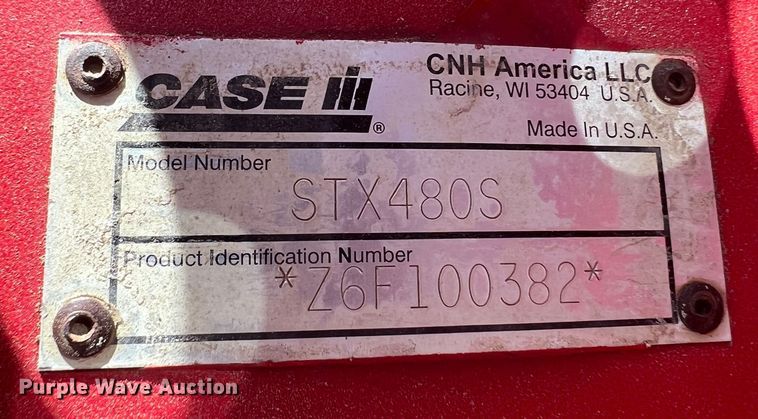 CASE IH ®
CNH America LLC
Racine, WI 53404 U.S.A.
Made In U.S.A.
Model Number
STX480S
Product Identification Number
*Z6F100382*
Purple Wave Auction